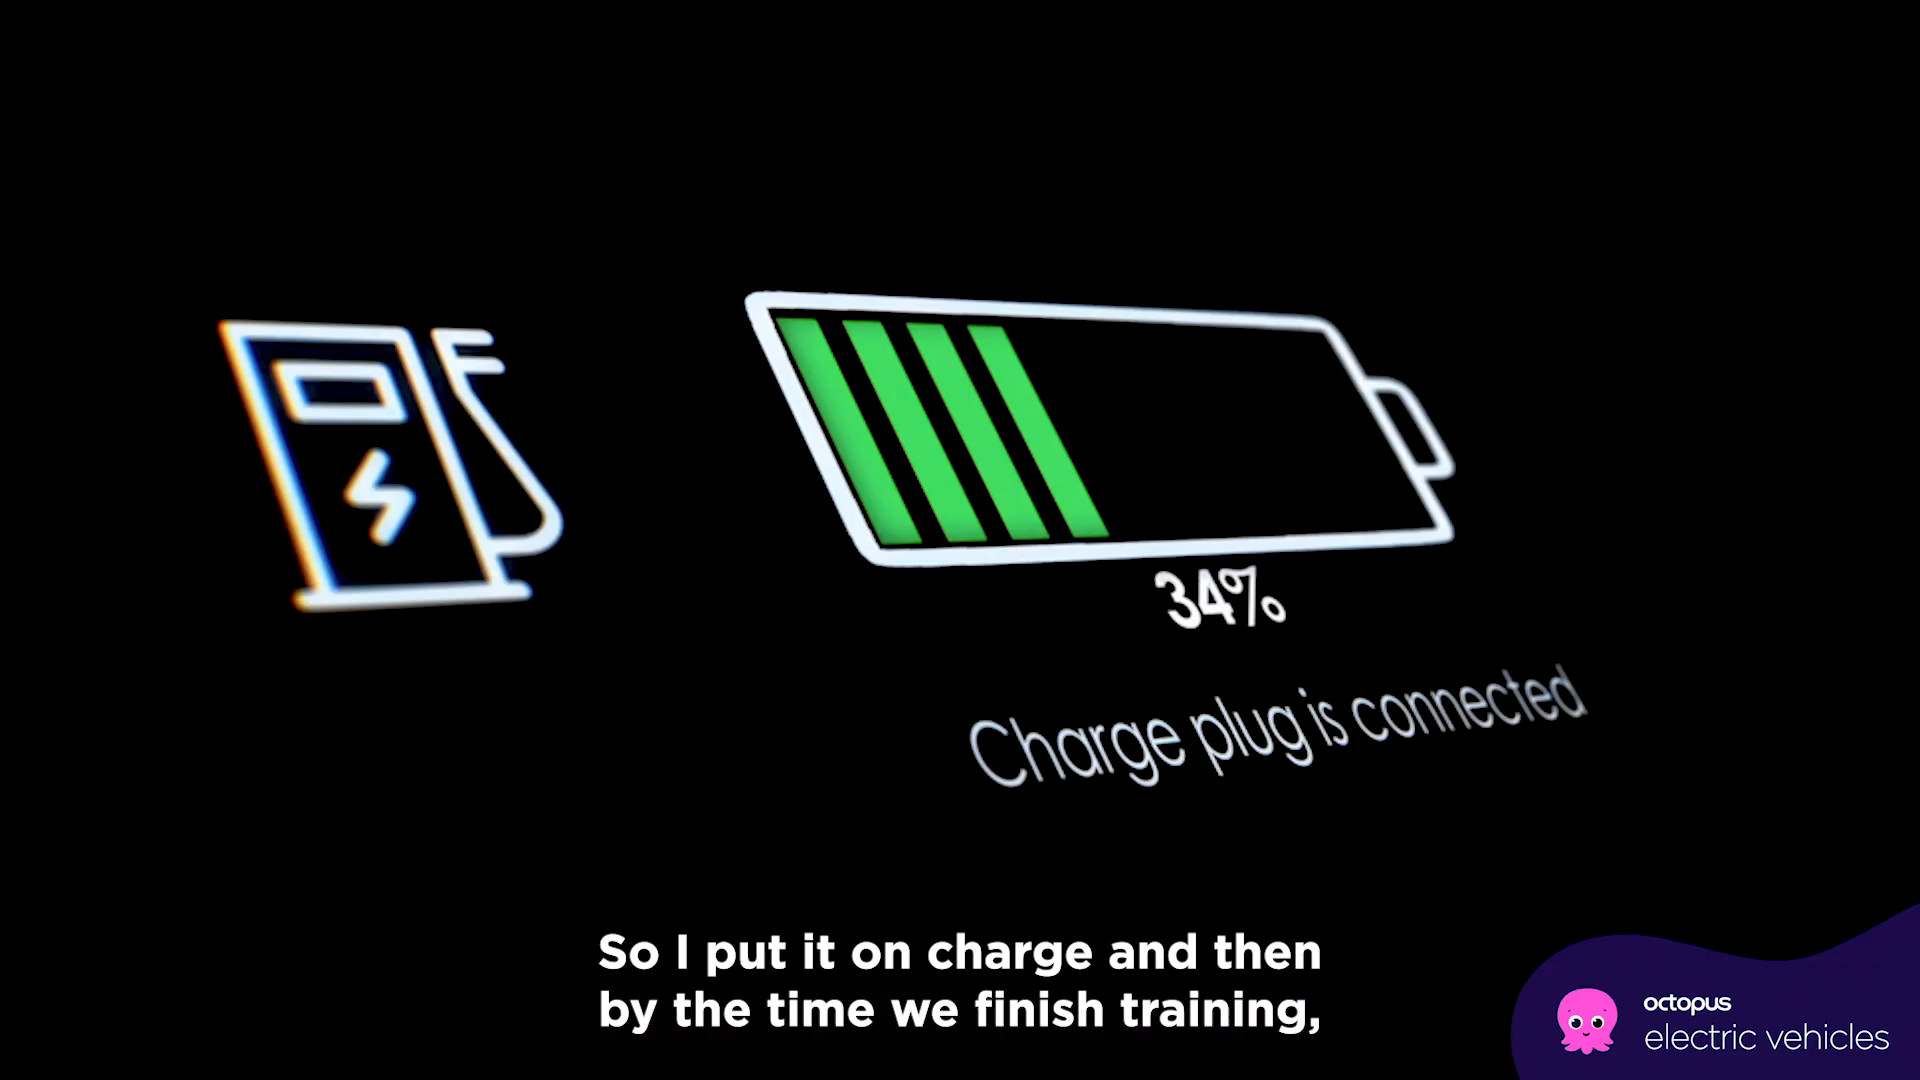 34%
Charge plug is connected
So I put it on charge and then
by the time we finish training,
octopus
electric vehicles